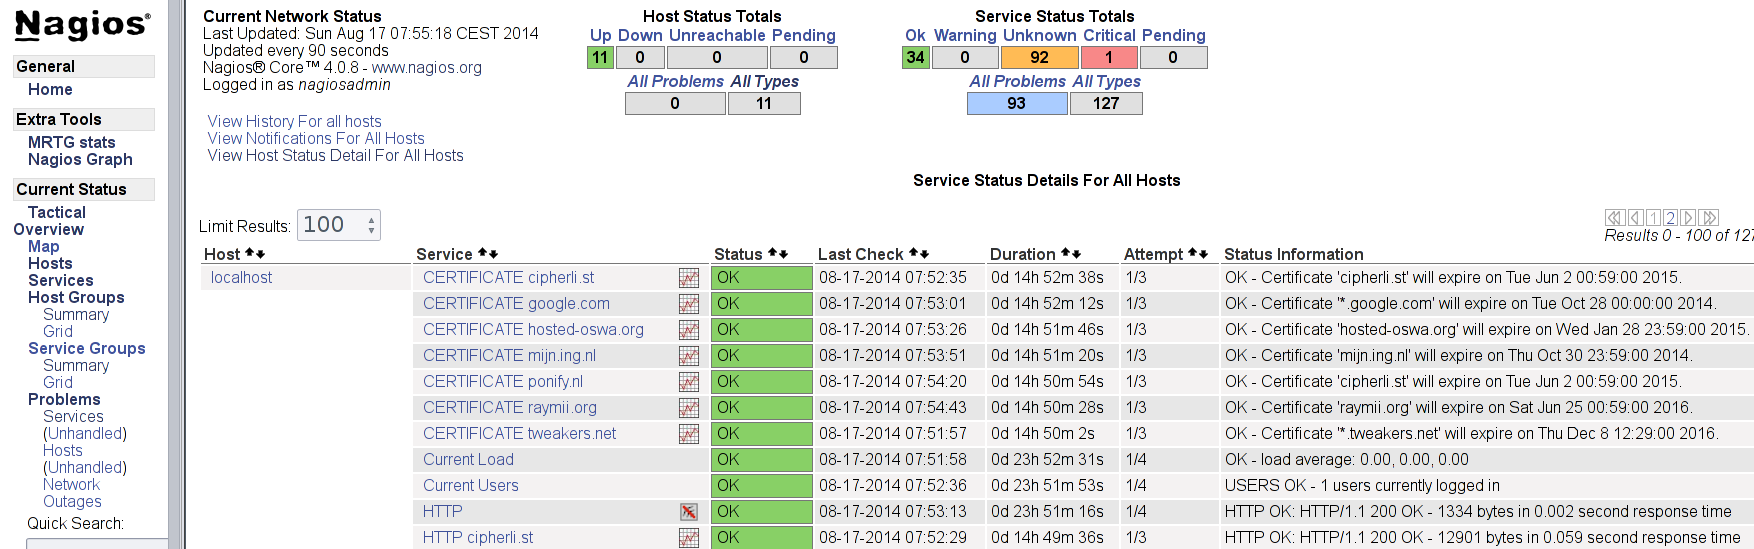 Nagios®
General
Home
Extra Tools
MRTG stats
Nagios Graph
Current Status
Tactical
Overview
Map
Hosts
Services
Host Groups
Summary
Grid
Service Groups
Summary
Grid
Problems
Services
(Unhandled)
Hosts
(Unhandled)
Network
Outages
Quick Search:
Current Network Status
Last Updated: Sun Aug 17 07:55:18 CEST 2014
Updated every 90 seconds
Nagios® Core™ 4.0.8 - www.nagios.org
Logged in as nagiosadmin
View History For all hosts
View Notifications For All Hosts
View Host Status Detail For All Hosts
Host Status Totals
Up Down Unreachable Pending
11 0 0 0
All Problems All Types
0 11
Service Status Totals
Ok Warning Unknown Critical Pending
34 0 92 1 0
All Problems All Types
93 127
Service Status Details For All Hosts
Limit Results: 100
1 2
Results 0 - 100 of 127
Host Service Status Last Check Duration Attempt Status Information
localhost CERTIFICATE cipherli.st OK 08-17-2014 07:52:35 0d 14h 52m 38s 1/3 OK - Certificate 'cipherli.st' will expire on Tue Jun 2 00:59:00 2015.
CERTIFICATE google.com OK 08-17-2014 07:53:01 0d 14h 52m 12s 1/3 OK - Certificate '*.google.com' will expire on Tue Oct 28 00:00:00 2014.
CERTIFICATE hosted-oswa.org OK 08-17-2014 07:53:26 0d 14h 51m 46s 1/3 OK - Certificate 'hosted-oswa.org' will expire on Wed Jan 28 23:59:00 2015.
CERTIFICATE mijn.ing.nl OK 08-17-2014 07:53:51 0d 14h 51m 20s 1/3 OK - Certificate 'mijn.ing.nl' will expire on Thu Oct 30 23:59:00 2014.
CERTIFICATE ponify.nl OK 08-17-2014 07:54:20 0d 14h 50m 54s 1/3 OK - Certificate 'cipherli.st' will expire on Tue Jun 2 00:59:00 2015.
CERTIFICATE raymii.org OK 08-17-2014 07:54:43 0d 14h 50m 28s 1/3 OK - Certificate 'raymii.org' will expire on Sat Jun 25 00:59:00 2016.
CERTIFICATE tweakers.net OK 08-17-2014 07:51:57 0d 14h 50m 2s 1/3 OK - Certificate '*.tweakers.net' will expire on Thu Dec 8 12:29:00 2016.
Current Load OK 08-17-2014 07:51:58 0d 23h 52m 31s 1/4 OK - load average: 0.00, 0.00, 0.00
Current Users OK 08-17-2014 07:52:36 0d 23h 51m 53s 1/4 USERS OK - 1 users currently logged in
HTTP OK 08-17-2014 07:53:13 0d 23h 51m 16s 1/4 HTTP OK: HTTP/1.1 200 OK - 1334 bytes in 0.002 second response time
HTTP cipherli.st OK 08-17-2014 07:52:29 0d 14h 49m 36s 1/3 HTTP OK: HTTP/1.1 200 OK - 12901 bytes in 0.059 second response time